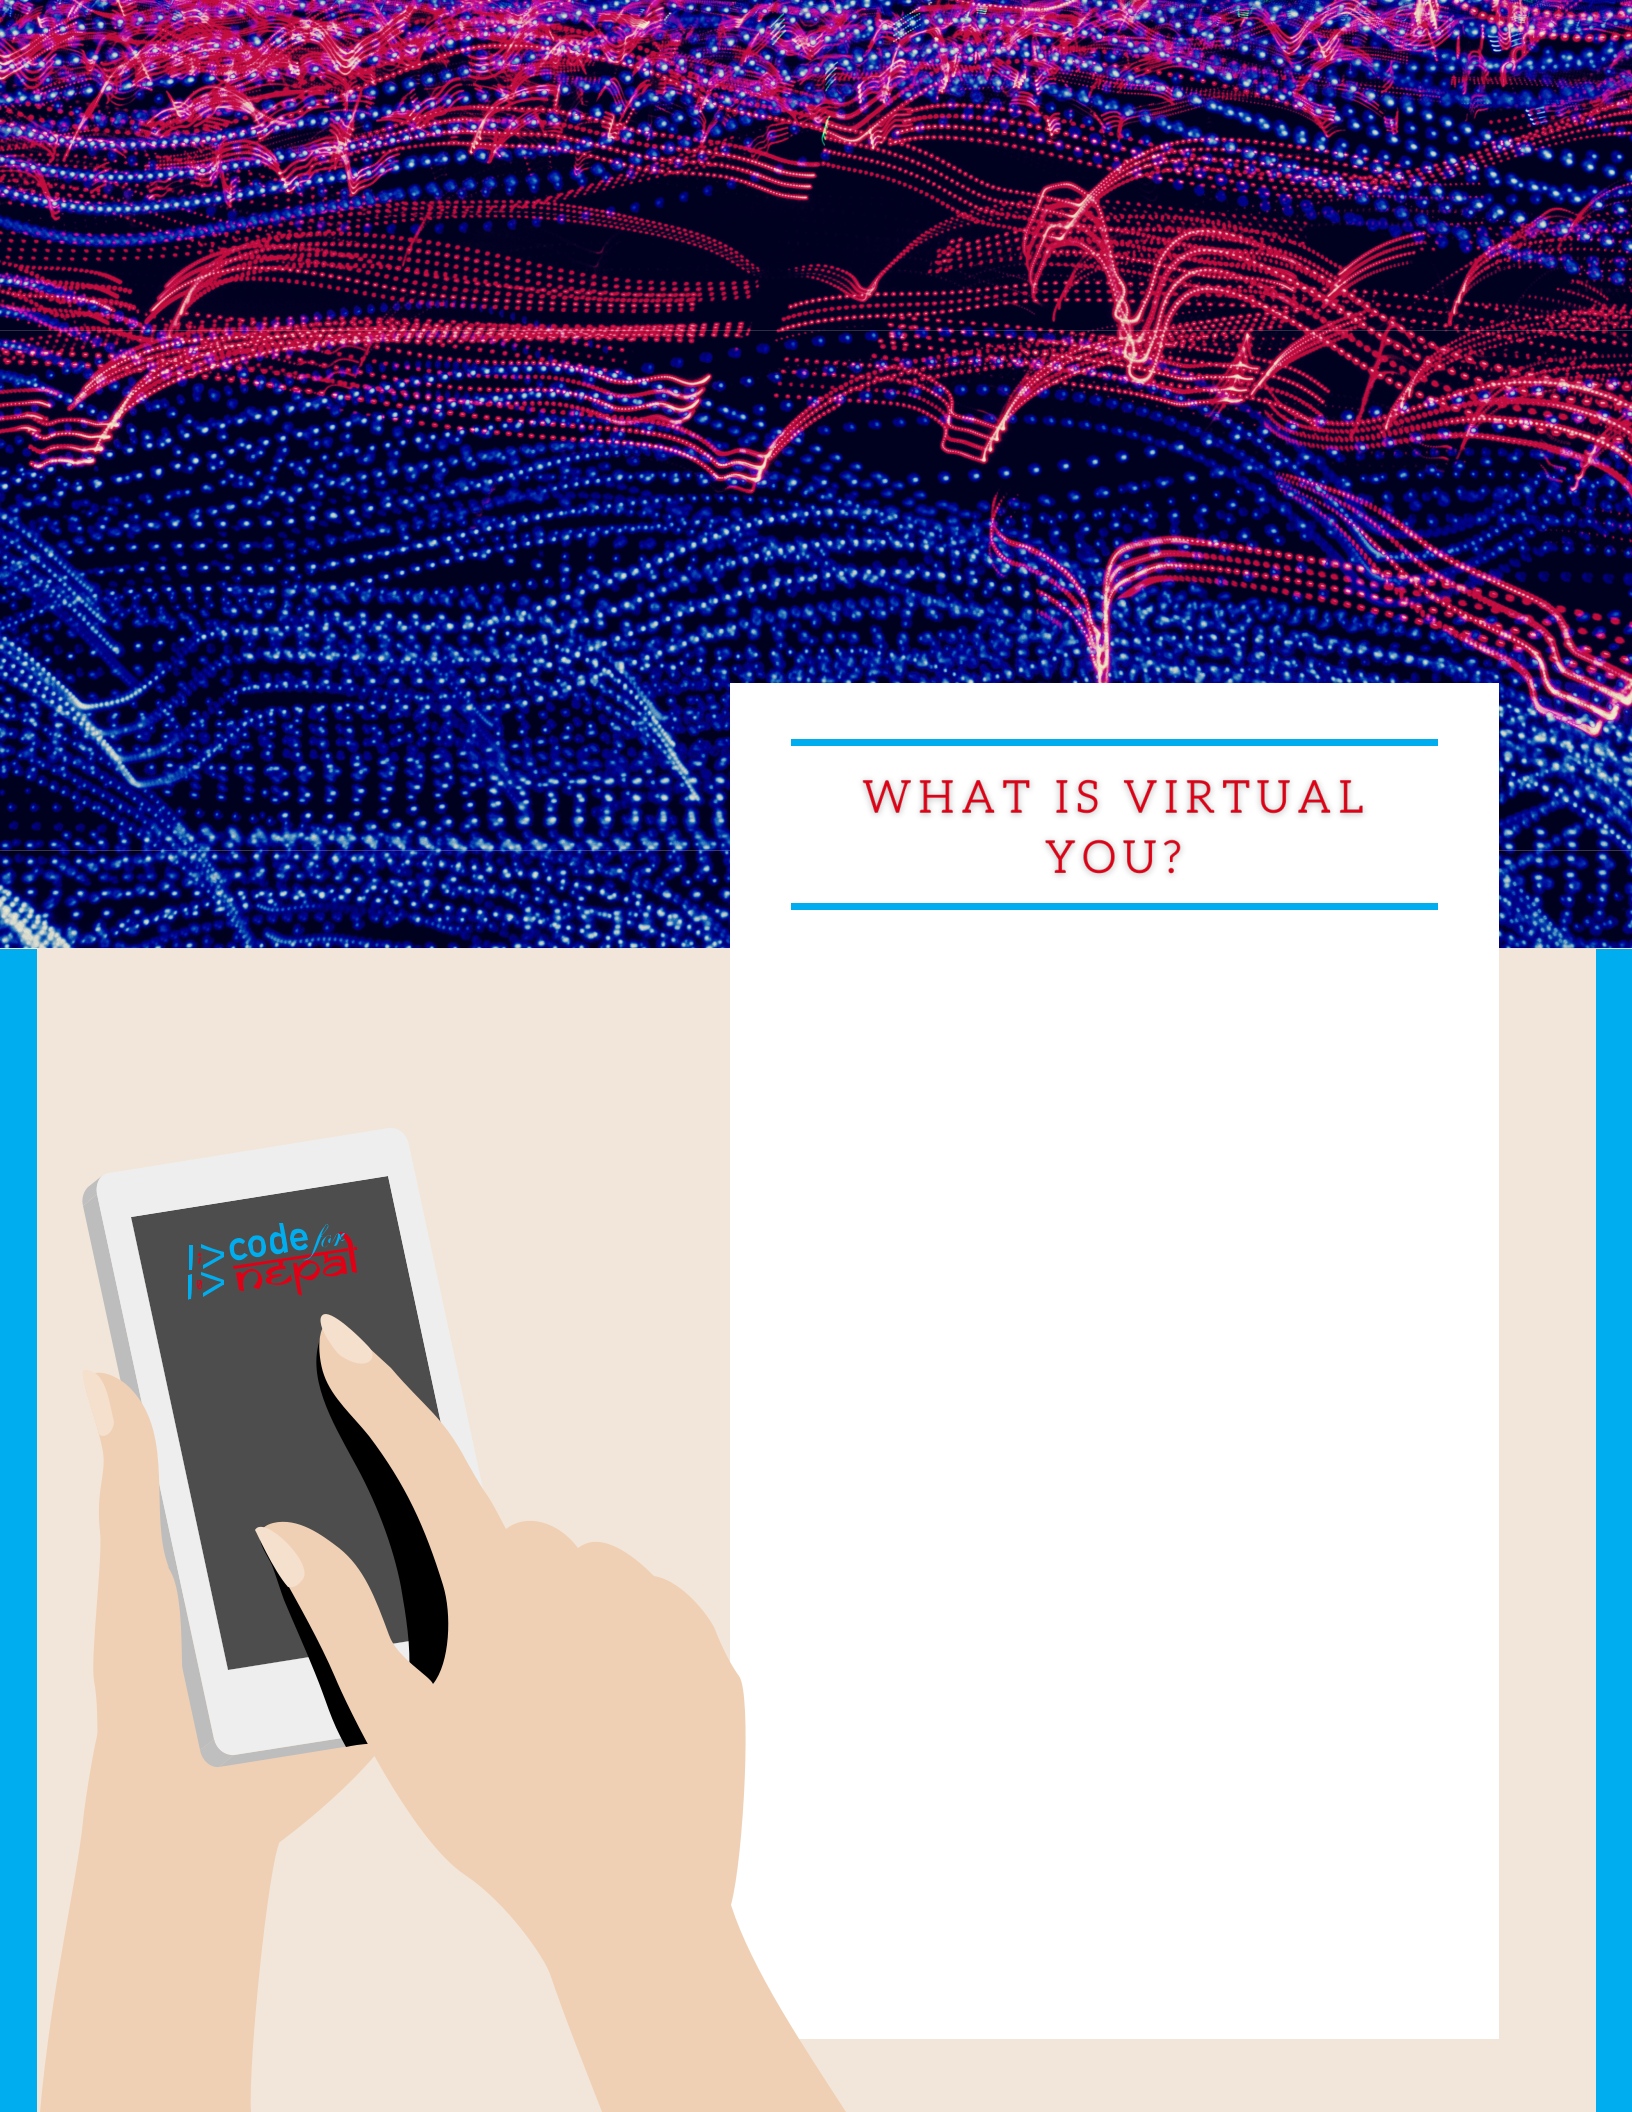 WHAT IS VIRTUAL
YOU?
code for
nepal